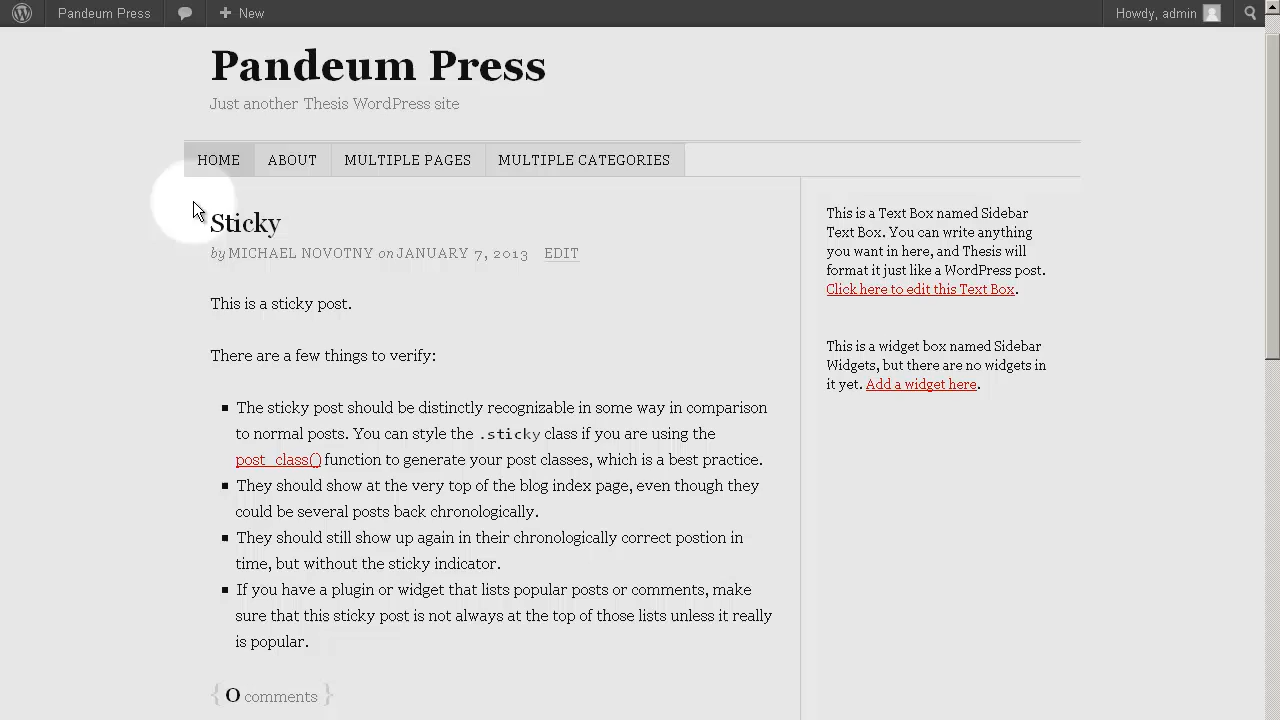 Pandeum Press New Howdy, admin
Pandeum Press
Just another Thesis WordPress site
HOME ABOUT MULTIPLE PAGES MULTIPLE CATEGORIES
Sticky
by MICHAEL NOVOTNY on JANUARY 7, 2013 EDIT
This is a sticky post.
There are a few things to verify:
The sticky post should be distinctly recognizable in some way in comparison
to normal posts. You can style the .sticky class if you are using the
post_class() function to generate your post classes, which is a best practice.
They should show at the very top of the blog index page, even though they
could be several posts back chronologically.
They should still show up again in their chronologically correct postion in
time, but without the sticky indicator.
If you have a plugin or widget that lists popular posts or comments, make
sure that this sticky post is not always at the top of those lists unless it really
is popular.
{ 0 comments }
This is a Text Box named Sidebar
Text Box. You can write anything
you want in here, and Thesis will
format it just like a WordPress post.
Click here to edit this Text Box.
This is a widget box named Sidebar
Widgets, but there are no widgets in
it yet. Add a widget here.